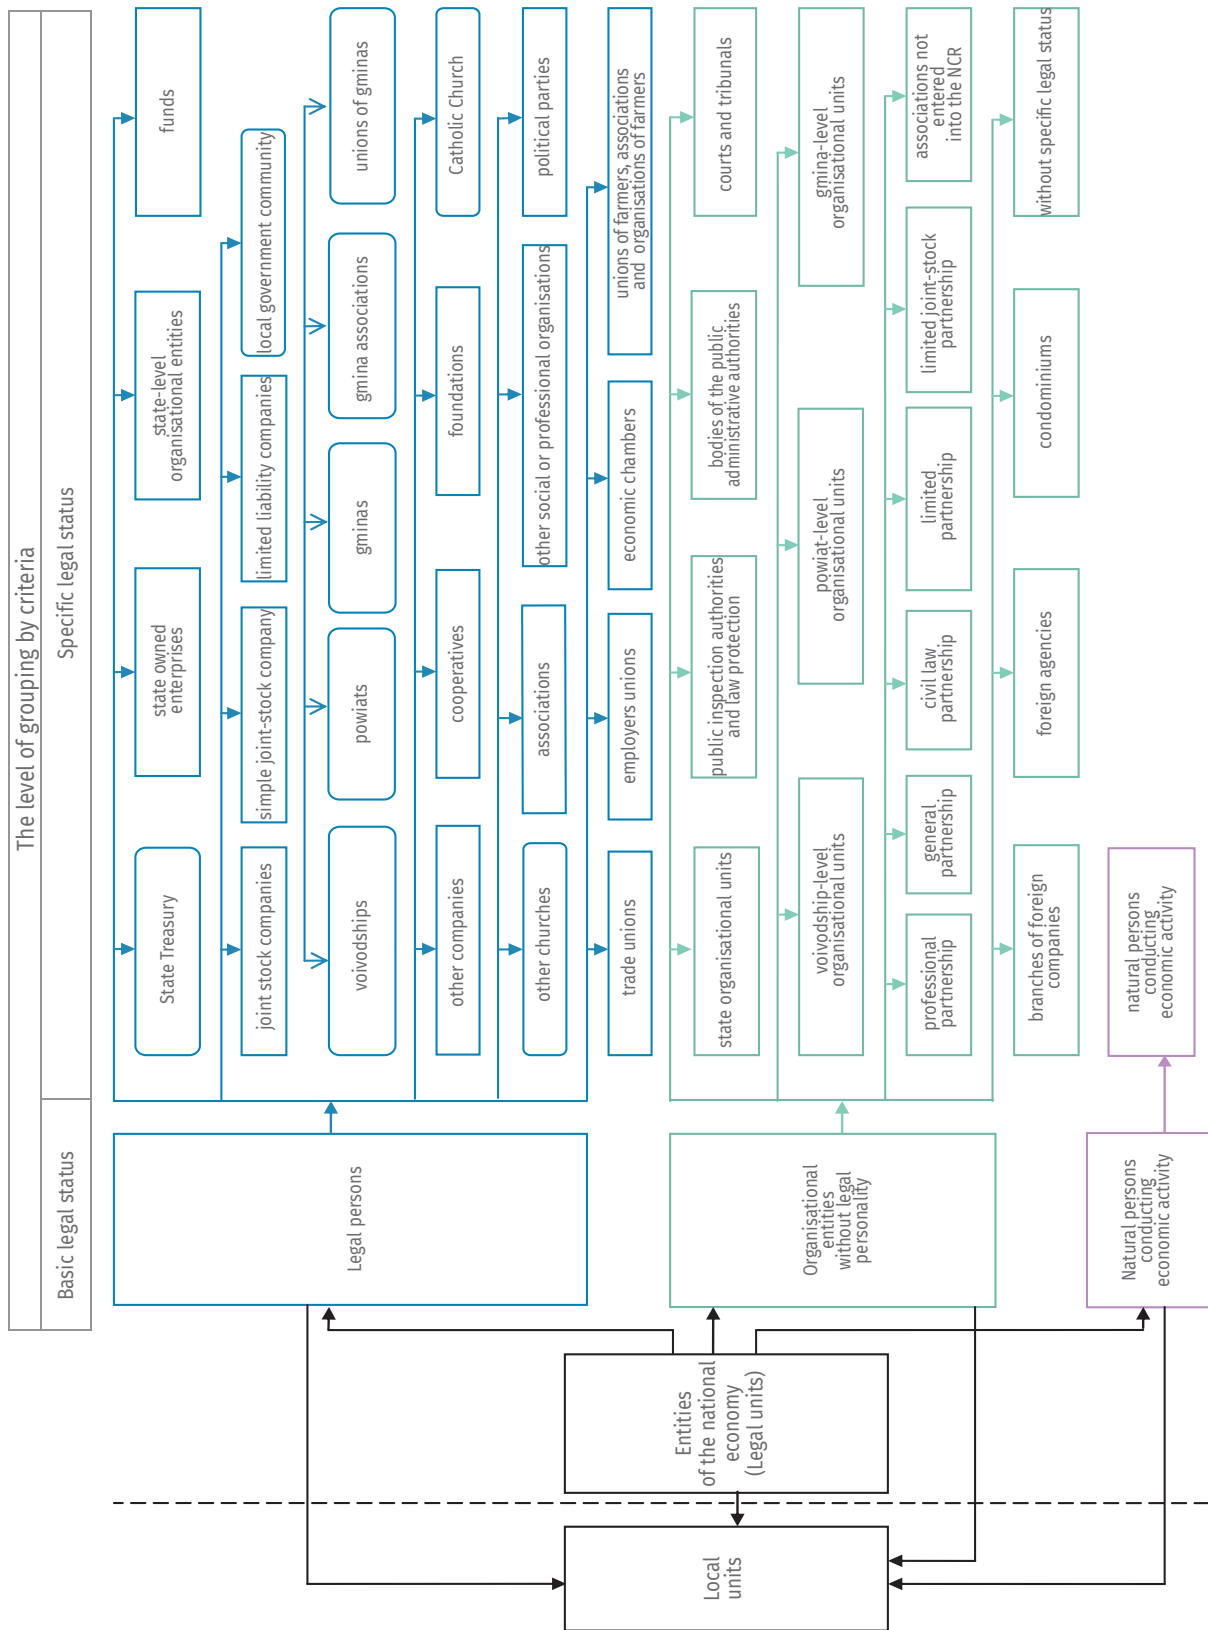 The level of grouping by criteria
Basic legal status
Specific legal status
Local
units
Entities
of the national
economy
(Legal units)
Legal persons
State Treasury
state owned
enterprises
state-level
organisational entities
funds
joint stock companies
simple joint-stock company
limited liability companies
local government community
voivodships
powiats
gminas
gmina associations
unions of gminas
other companies
cooperatives
foundations
Catholic Church
other churches
associations
other social or professional organisations
political parties
trade unions
employers unions
economic chambers
unions of farmers, associations
and organisations of farmers
Organisational
entities
without legal
personality
state organisational units
public inspection authorities
and law protection
bodies of the public
administrative authorities
courts and tribunals
voivodship-level
organisational units
powiat-level
organisational units
gmina-level
organisational units
professional
partnership
general
partnership
civil law
partnership
limited
partnership
limited joint-stock
partnership
associations not
entered
into the NCR
branches of foreign
companies
foreign agencies
condominiums
without specific legal status
Natural persons
conducting
economic activity
natural persons
conducting
economic activity